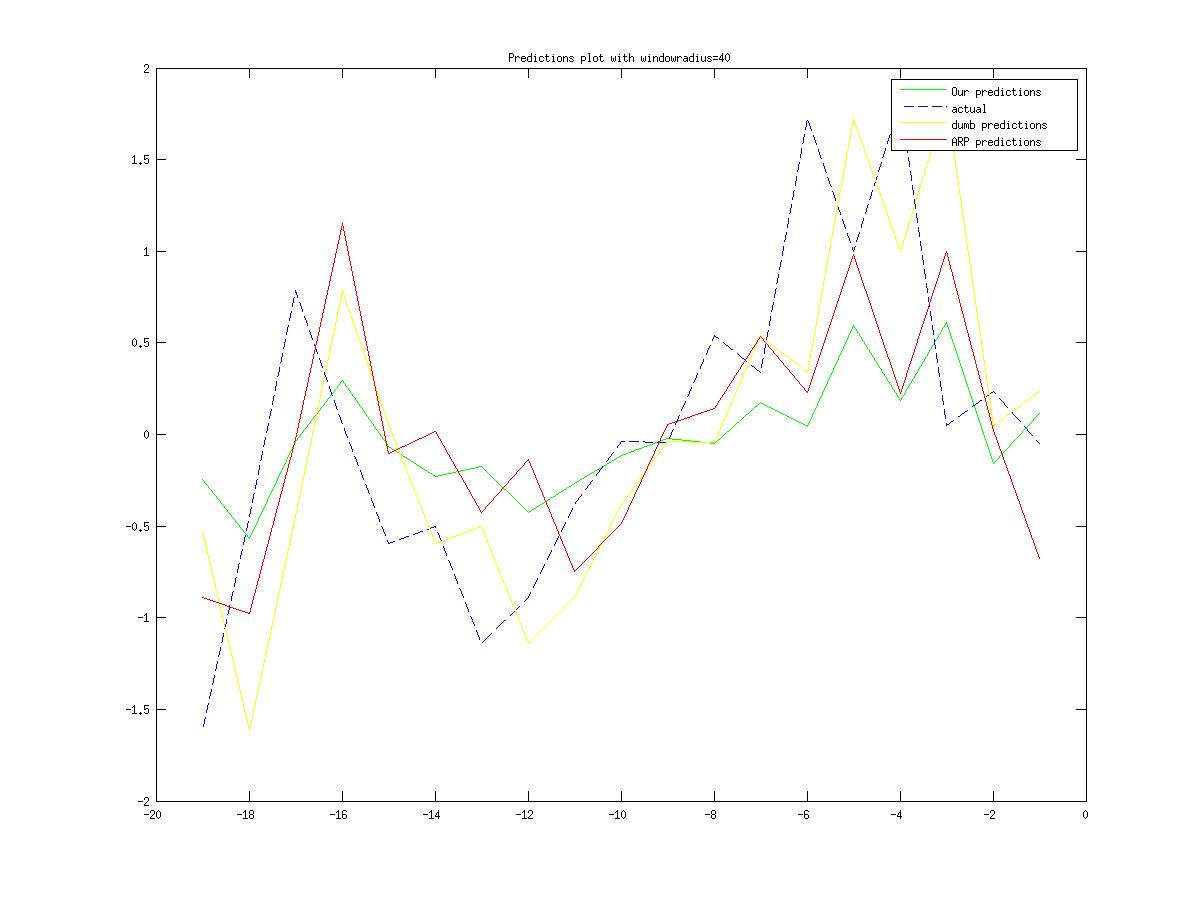 Predictions plot with windowradius=40
2
Our predictions
actual
dumb predictions
ARP predictions
1.5
1
0.5
0
-0.5
-1
-1.5
-2
-20 -18 -16 -14 -12 -10 -8 -6 -4 -2 0